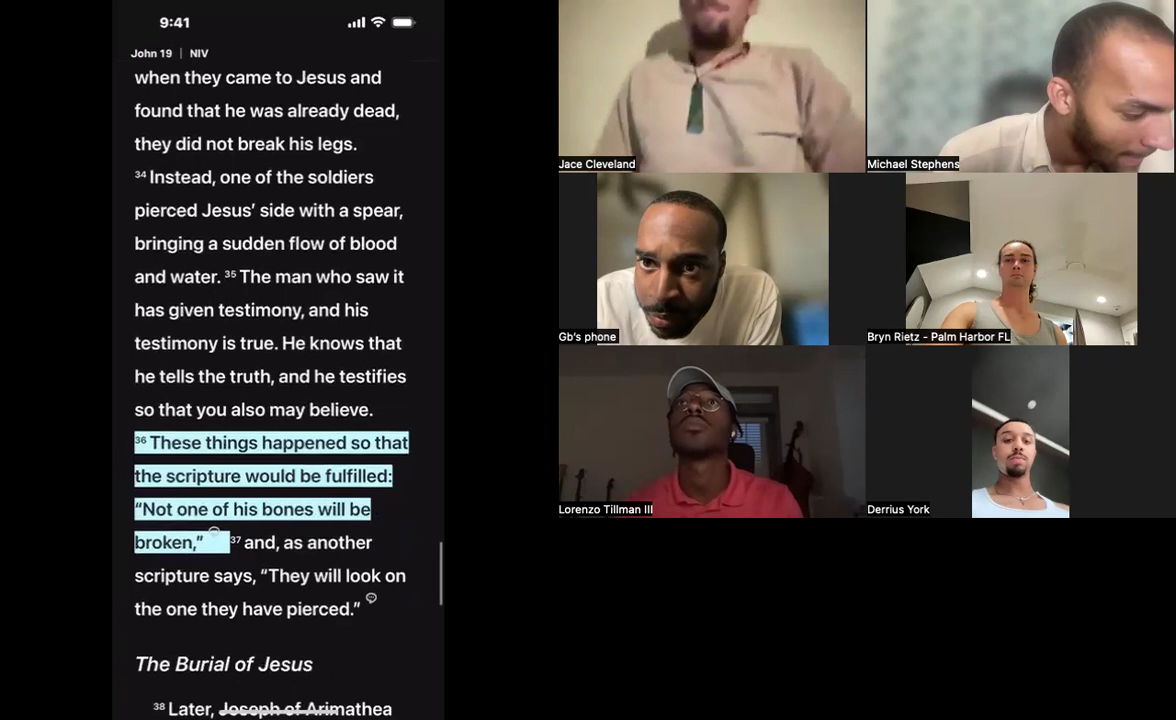 9:41
John 19 | NIV
when they came to Jesus and
found that he was already dead,
they did not break his legs.
34 Instead, one of the soldiers
pierced Jesus’ side with a spear,
bringing a sudden flow of blood
and water. 35 The man who saw it
has given testimony, and his
testimony is true. He knows that
he tells the truth, and he testifies
so that you also may believe.
36 These things happened so that
the scripture would be fulfilled:
“Not one of his bones will be
broken,” 37 and, as another
scripture says, “They will look on
the one they have pierced.”
The Burial of Jesus
38 Later, Joseph of Arimathea
Jace Cleveland
Michael Stephens
Gb's phone
Bryn Rietz - Palm Harbor FL
Lorenzo Tillman III
Derrius York